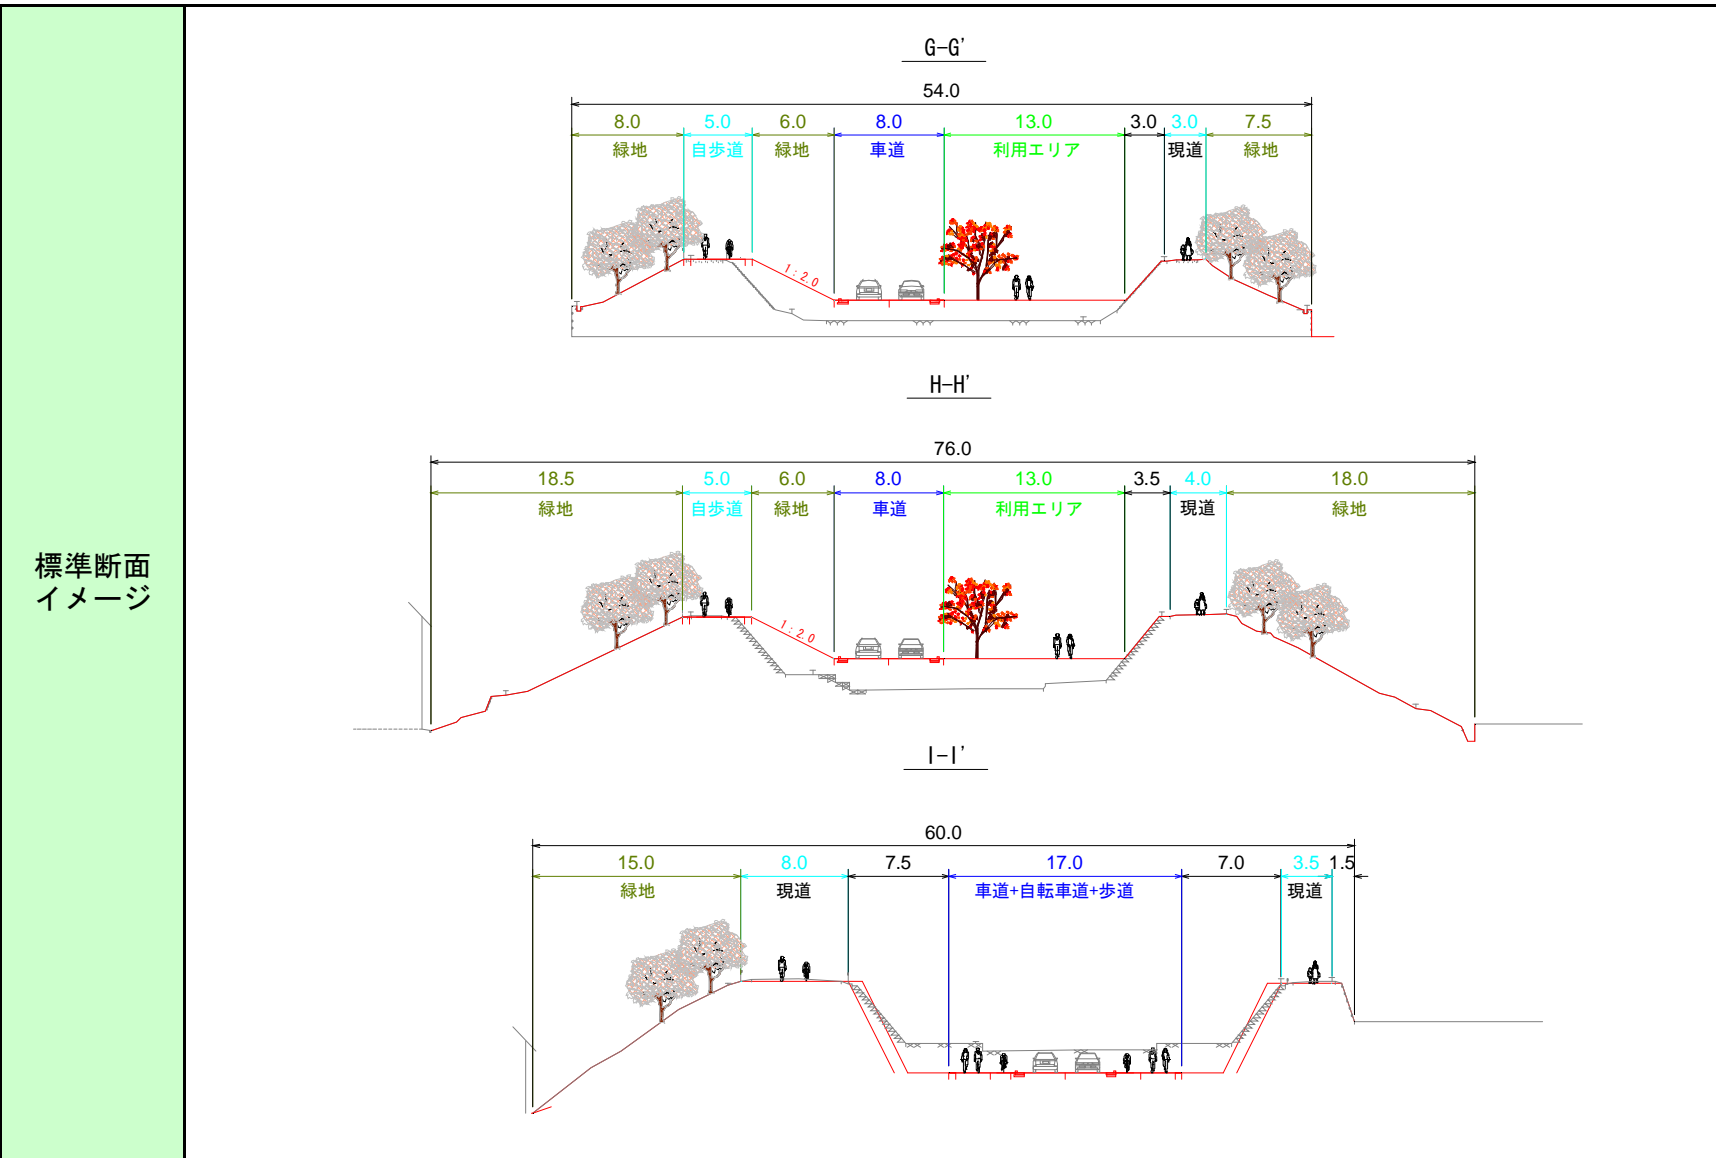 標準断面
イメージ
G-G'
54.0
8.0 5.0 6.0 8.0 13.0 3.0 3.0 7.5
緑地 自歩道 緑地 車道 利用エリア 現道 緑地
1:2.0
H-H'
76.0
18.5 5.0 6.0 8.0 13.0 3.5 4.0 18.0
緑地 自歩道 緑地 車道 利用エリア 現道 緑地
1:2.0
I-I'
60.0
15.0 8.0 7.5 17.0 7.0 3.5 1.5
緑地 現道 車道+自転車道+歩道 現道